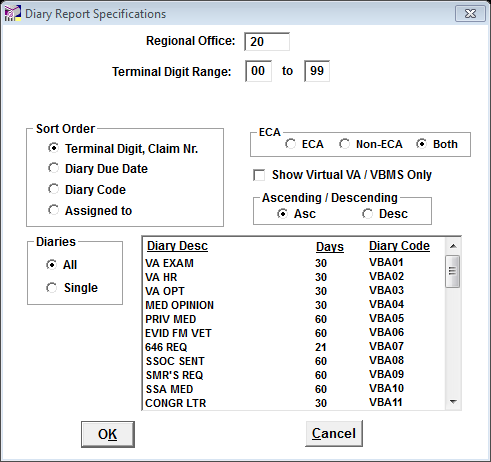 Diary Report Specifications
Regional Office: 20
Terminal Digit Range: 00 to 99
Sort Order
Terminal Digit, Claim Nr.
Diary Due Date
Diary Code
Assigned to
ECA
ECA Non-ECA Both
Show Virtual VA / VBMS Only
Ascending / Descending
Asc Desc
Diaries
All
Single
Diary Desc Days Diary Code
VA EXAM 30 VBA01
VA HR 30 VBA02
VA OPT 30 VBA03
MED OPINION 30 VBA04
PRIV MED 60 VBA05
EVID FM VET 60 VBA06
646 REQ 21 VBA07
SSOC SENT 60 VBA08
SMR'S REQ 60 VBA09
SSA MED 60 VBA10
CONGR LTR 30 VBA11
OK Cancel